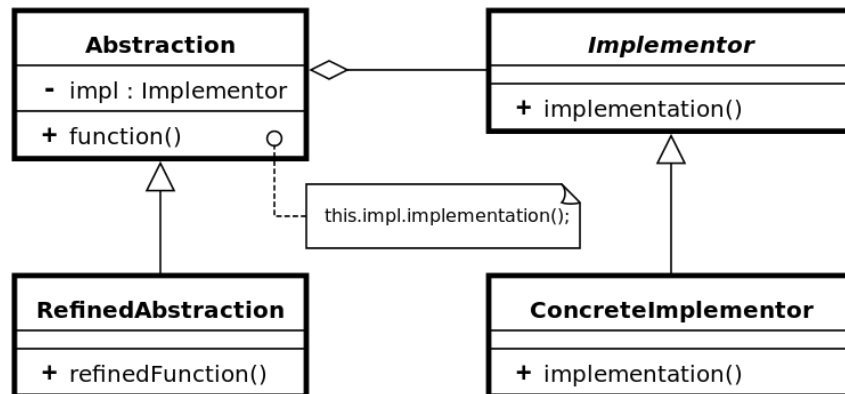 Abstraction
- impl : Implementor
+ function()
Implementor
+ implementation()
this.impl.implementation();
RefinedAbstraction
+ refinedFunction()
ConcreteImplementor
+ implementation()